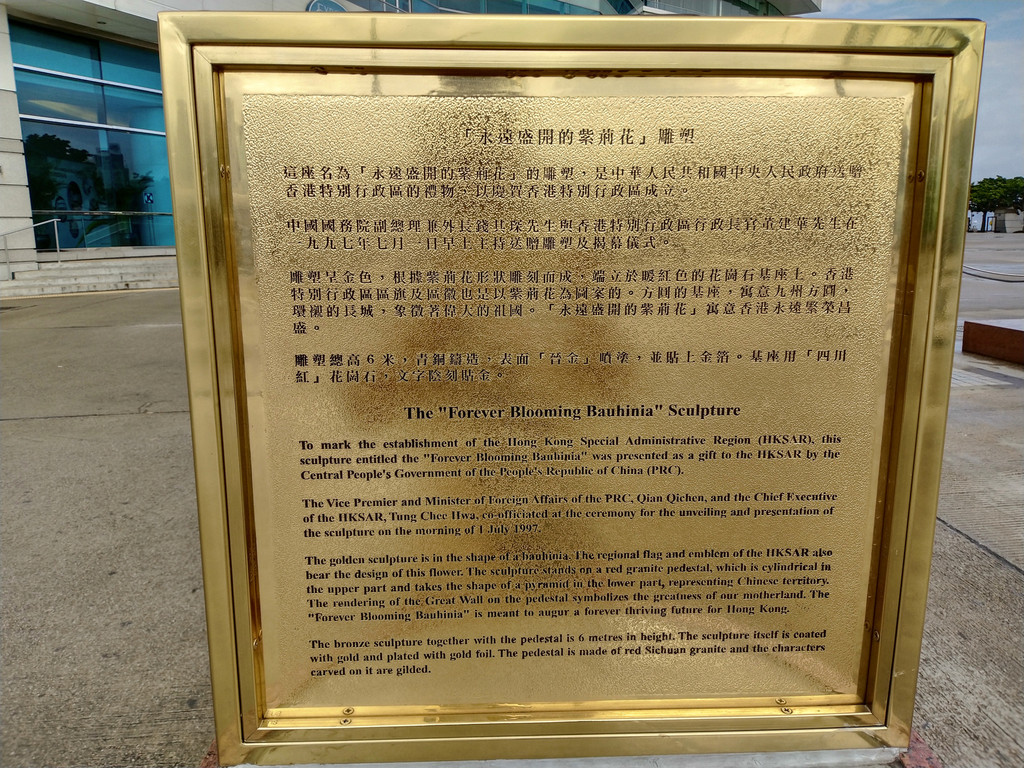 「永遠盛開的紫荊花」雕塑
這座名為「永遠盛開的紫荊花」的雕塑，是中華人民共和國中央人民政府送贈
香港特別行政區的禮物，以慶賀香港特別行政區成立。
中國國務院副總理兼外長錢其琛先生與香港特別行政區行政長官董建華先生在
一九九七年七月一日早上主持送贈雕塑及揭幕儀式。
雕塑呈金色，根據紫荊花形狀雕刻而成，端立於暖紅色的花崗石基座上。香港
特別行政區區旗及區徽也是以紫荊花為圖案的。方圓的基座，寓意九州方圓，
環襯的長城，象徵著偉大的祖國。「永遠盛開的紫荊花」寓意香港永遠繁榮昌
盛。
雕塑總高6米，青銅鑄造，表面「晉金」噴塗，並貼上金箔。基座用「四川
紅」花崗石，文字陰刻貼金。
The "Forever Blooming Bauhinia" Sculpture
To mark the establishment of the Hong Kong Special Administrative Region (HKSAR), this
sculpture entitled the "Forever Blooming Bauhinia" was presented as a gift to the HKSAR by the
Central People's Government of the People's Republic of China (PRC).
The Vice Premier and Minister of Foreign Affairs of the PRC, Qian Qichen, and the Chief Executive
of the HKSAR, Tung Chee Hwa, co-officiated at the ceremony for the unveiling and presentation of
the sculpture on the morning of 1 July 1997.
The golden sculpture is in the shape of a bauhinia. The regional flag and emblem of the HKSAR also
bear the design of this flower. The sculpture stands on a red granite pedestal, which is cylindrical in
the upper part and takes the shape of a pyramid in the lower part, representing Chinese territory.
The rendering of the Great Wall on the pedestal symbolizes the greatness of our motherland. The
"Forever Blooming Bauhinia" is meant to augur a forever thriving future for Hong Kong.
The bronze sculpture together with the pedestal is 6 metres in height. The sculpture itself is coated
with gold and plated with gold foil. The pedestal is made of red Sichuan granite and the characters
carved on it are gilded.